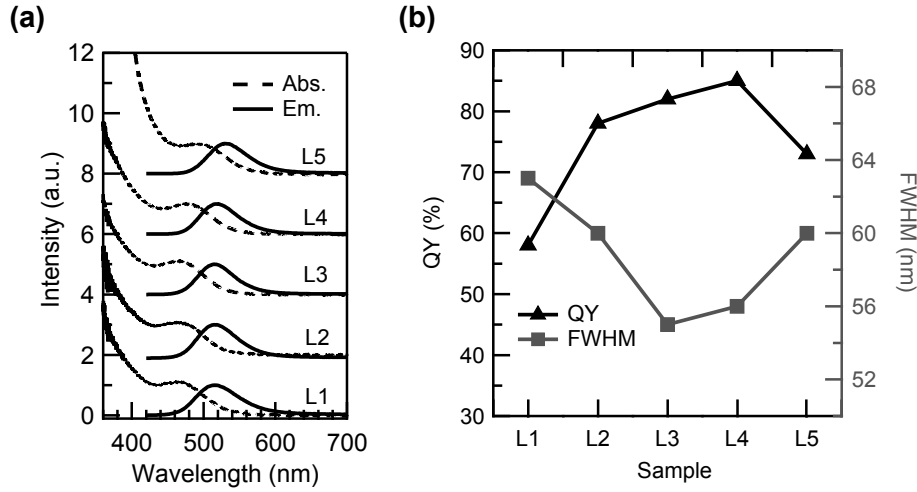 (a)
12
10
8
6
4
2
0
Intensity (a.u.)
Abs.
Em.
L5
L4
L3
L2
L1
400 500 600 700
Wavelength (nm)
(b)
90
80
70
60
50
40
30
QY (%)
QY
FWHM
68
64
60
56
52
FWHM (nm)
L1 L2 L3 L4 L5
Sample